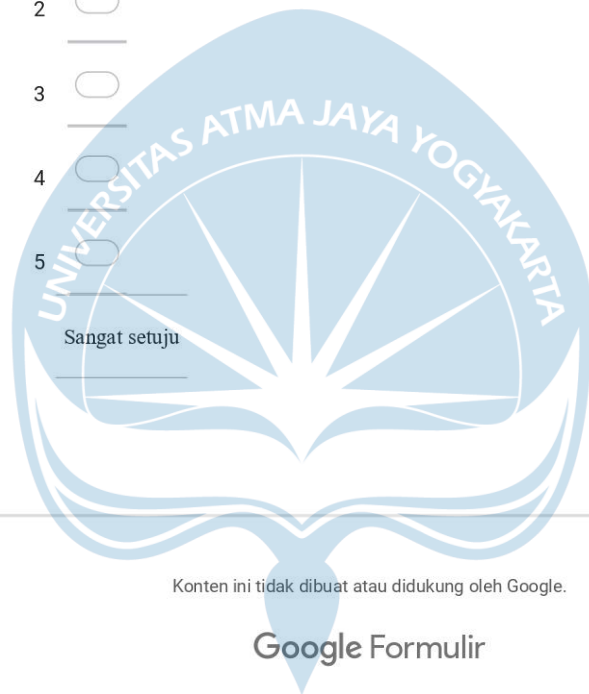 2
3
UNIVERSITAS ATMA JAYA YOGYAKARTA
4
5
Sangat setuju
Konten ini tidak dibuat atau didukung oleh Google.
Google Formulir